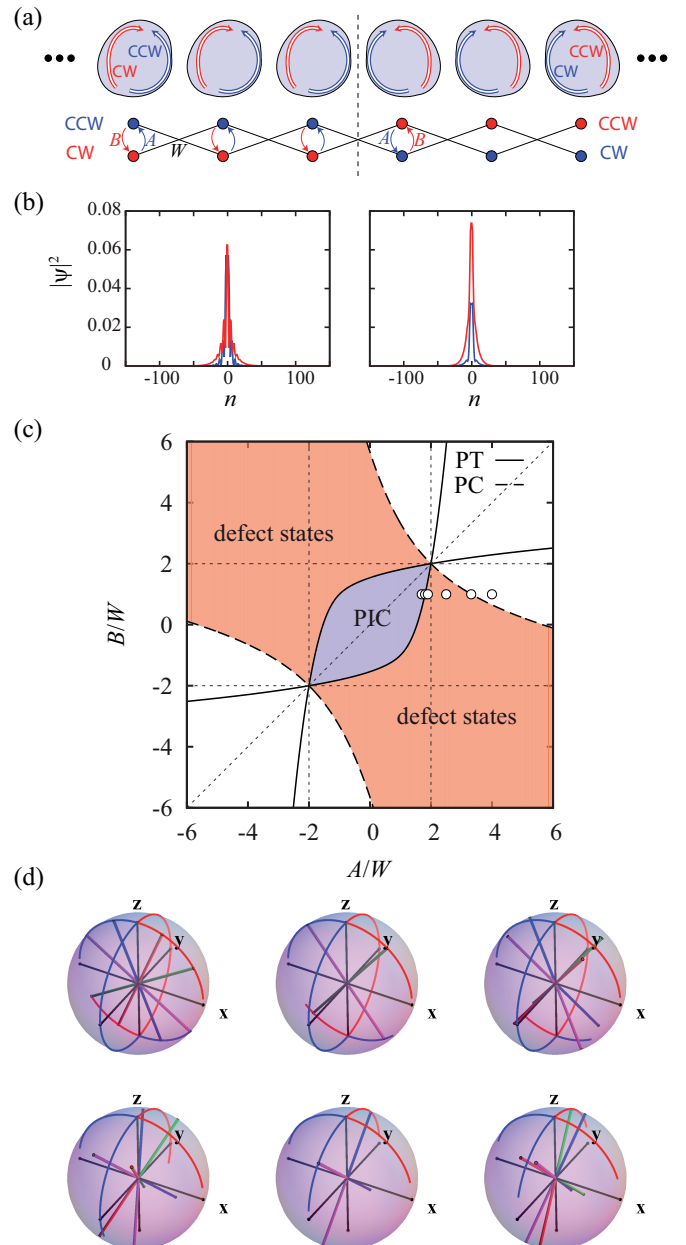 (a)
••• CCW CW CCW CW •••
CCW B A W A B CCW
CW CW
(b)
|ψ|²
0.08
0.06
0.04
0.02
0
-100 0 100 -100 0 100
n n
(c)
6 PT
PC
4
defect states
2
B/W 0 PIC
-2
defect states
-4
-6
-6 -4 -2 0 2 4 6
A/W
(d)
z z z
y y y
x x x
z z z
y y y
x x x